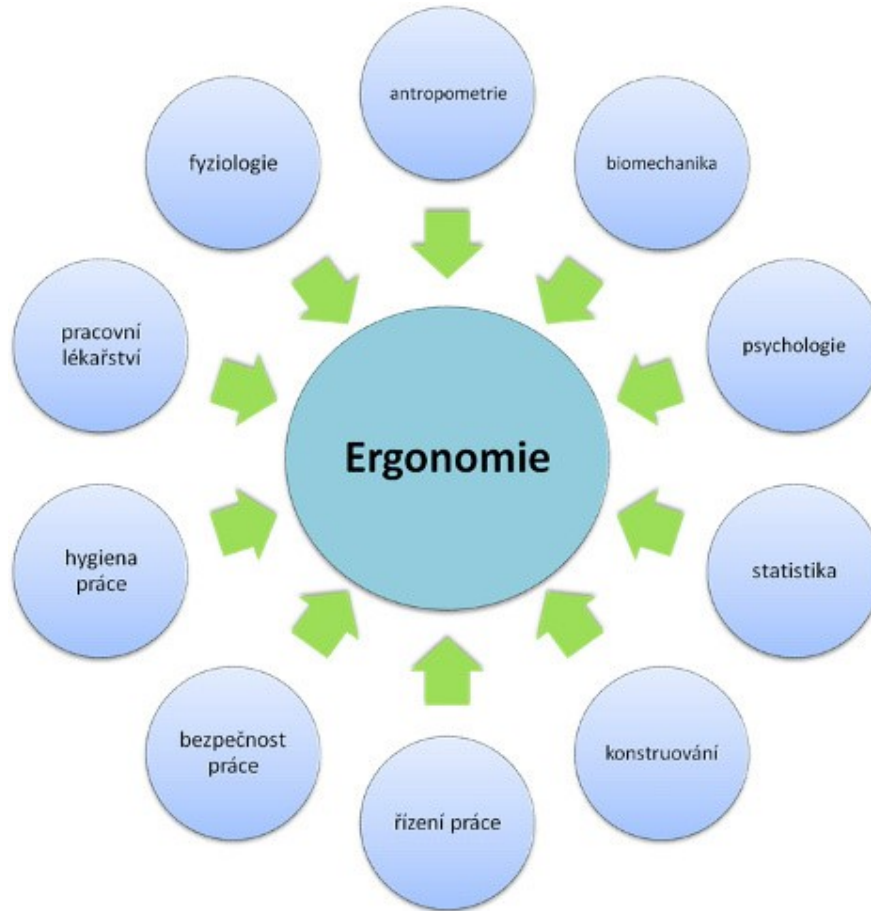 antropometrie
fyziologie
biomechanika
pracovní
lékařství
psychologie
Ergonomie
hygiena
práce
statistika
bezpečnost
práce
konstruování
řízení práce